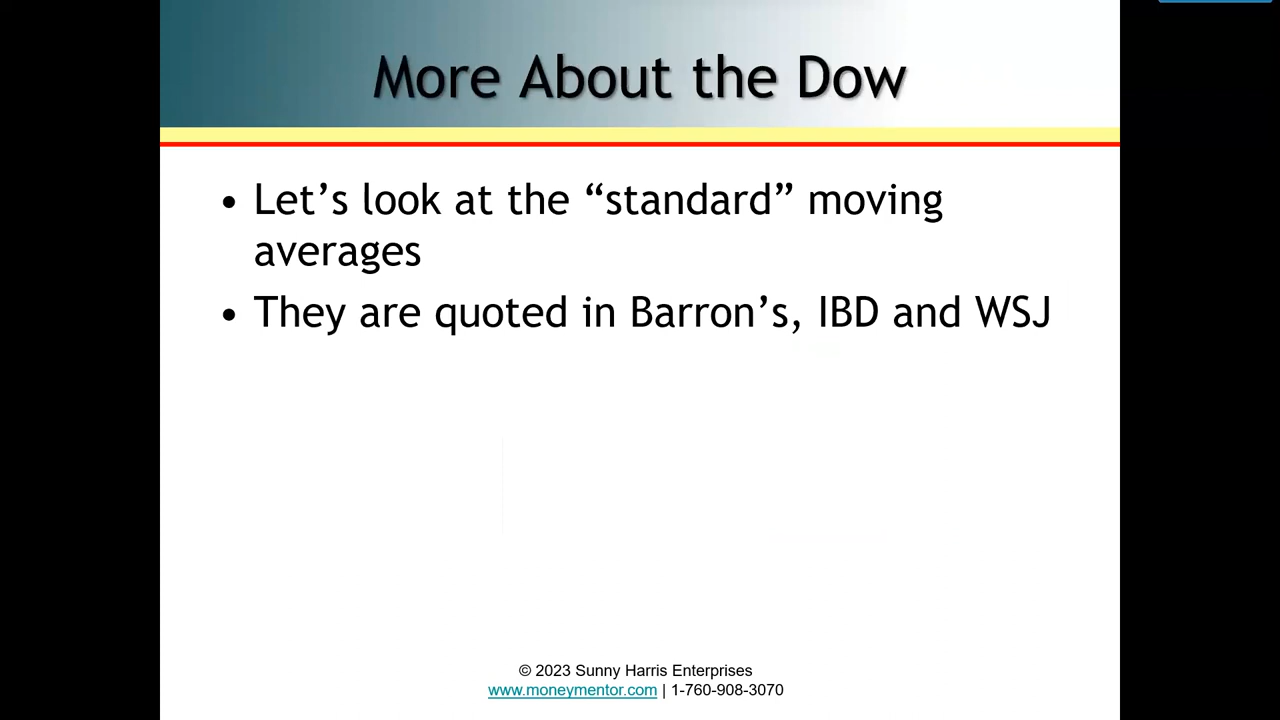 More About the Dow
• Let’s look at the “standard” moving
averages
• They are quoted in Barron’s, IBD and WSJ
© 2023 Sunny Harris Enterprises
www.moneymentor.com | 1-760-908-3070